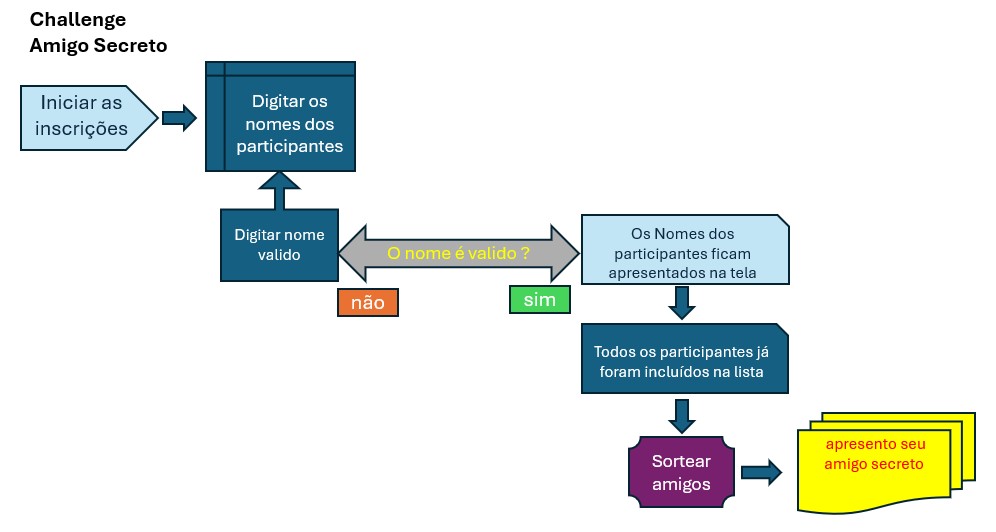 Challenge
Amigo Secreto
Iniciar as
inscrições
Digitar os
nomes dos
participantes
Digitar nome
valido
O nome é valido ?
não
sim
Os Nomes dos
participantes ficam
apresentados na tela
Todos os participantes já
foram incluídos na lista
Sortear
amigos
apresento seu
amigo secreto